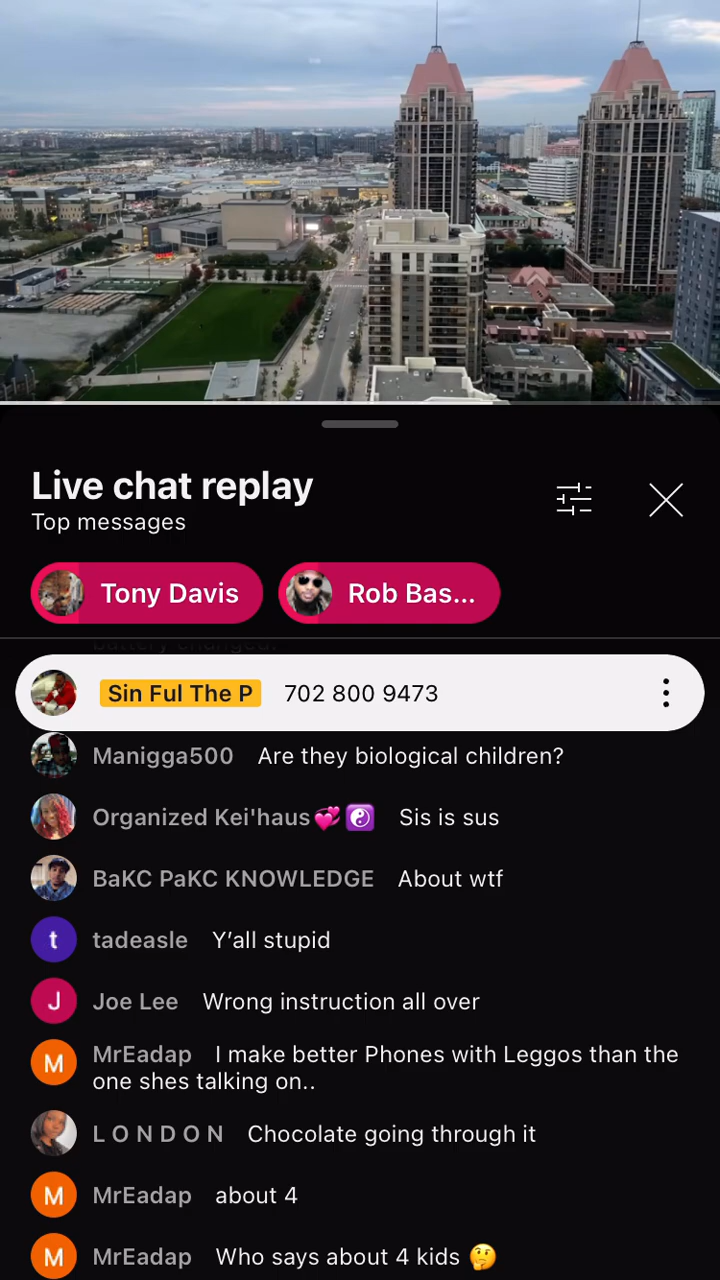 Live chat replay
Top messages
Tony Davis
Rob Bas...
battery changed.
Sin Ful The P 702 800 9473
Manigga500 Are they biological children?
Organized Kei'haus💞☯️ Sis is sus
BaKC PaKC KNOWLEDGE About wtf
t tadeasle Y’all stupid
J Joe Lee Wrong instruction all over
M MrEadap I make better Phones with Leggos than the
one shes talking on..
L O N D O N Chocolate going through it
M MrEadap about 4
M MrEadap Who says about 4 kids 🤔